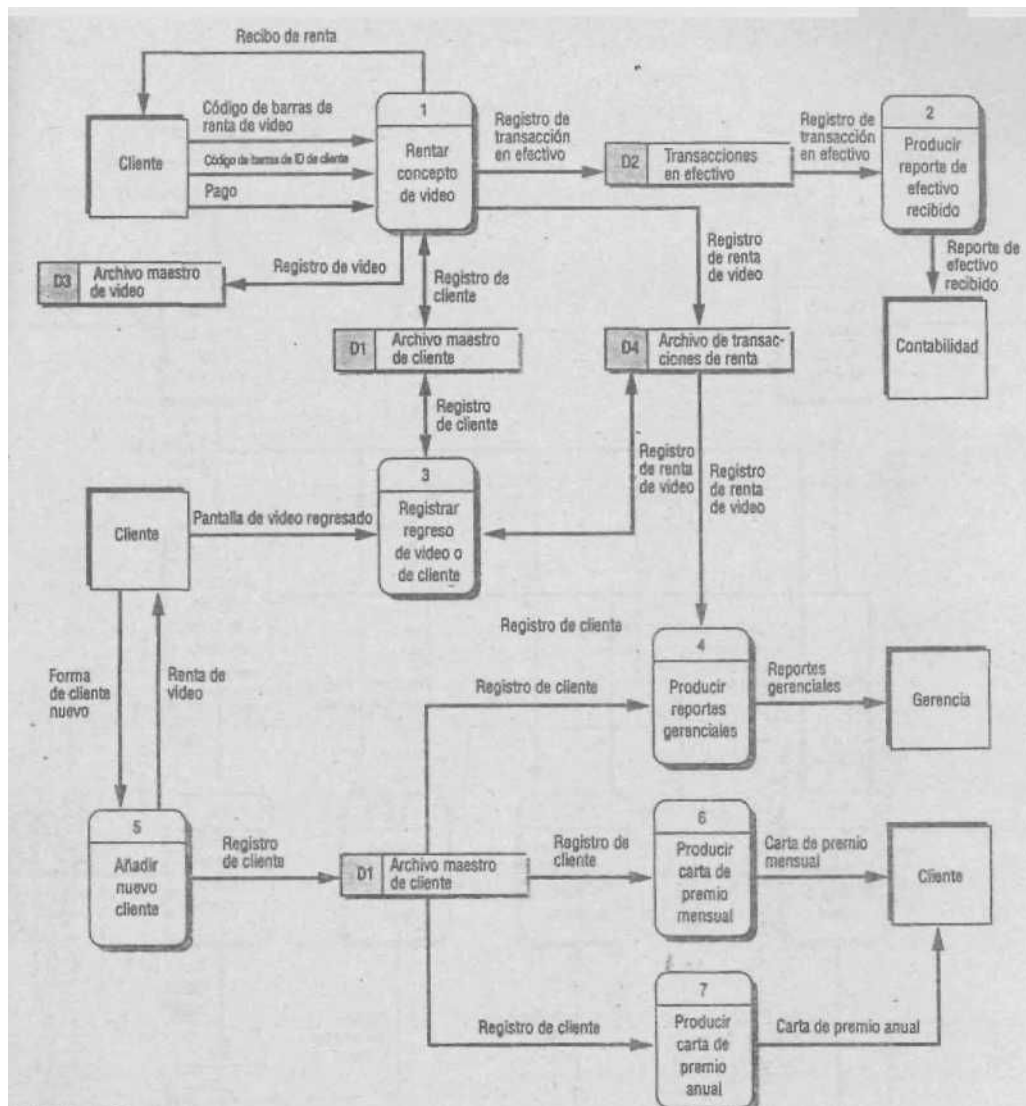 Recibo de renta
Código de barras de
renta de video
Cliente
Código de barras de ID de cliente
Pago
1
Rentar
concepto
de video
Registro de
transacción
en efectivo
D2
Transacciones
en efectivo
Registro de
transacción
en efectivo
2
Producir
reporte de
efectivo
recibido
Registro de video
D3
Archivo maestro
de video
Registro de
cliente
Registro
de renta
de video
Reporte de
efectivo
recibido
D1
Archivo maestro
de cliente
D4
Archivo de transac-
ciones de renta
Contabilidad
Registro
de cliente
Registro
de renta
de video
Registro
de renta
de video
Cliente
Pantalla de video regresado
3
Registrar
regreso
de video o
de cliente
Registro de cliente
Forma
de cliente
nuevo
Renta de
video
Registro de cliente
4
Producir
reportes
gerenciales
Reportes
gerenciales
Gerencia
5
Añadir
nuevo
cliente
Registro
de cliente
D1
Archivo maestro
de cliente
Registro de
cliente
6
Producir
carta de
premio
mensual
Carta de premio
mensual
Cliente
Registro de cliente
7
Producir
carta de
premio
anual
Carta de premio anual